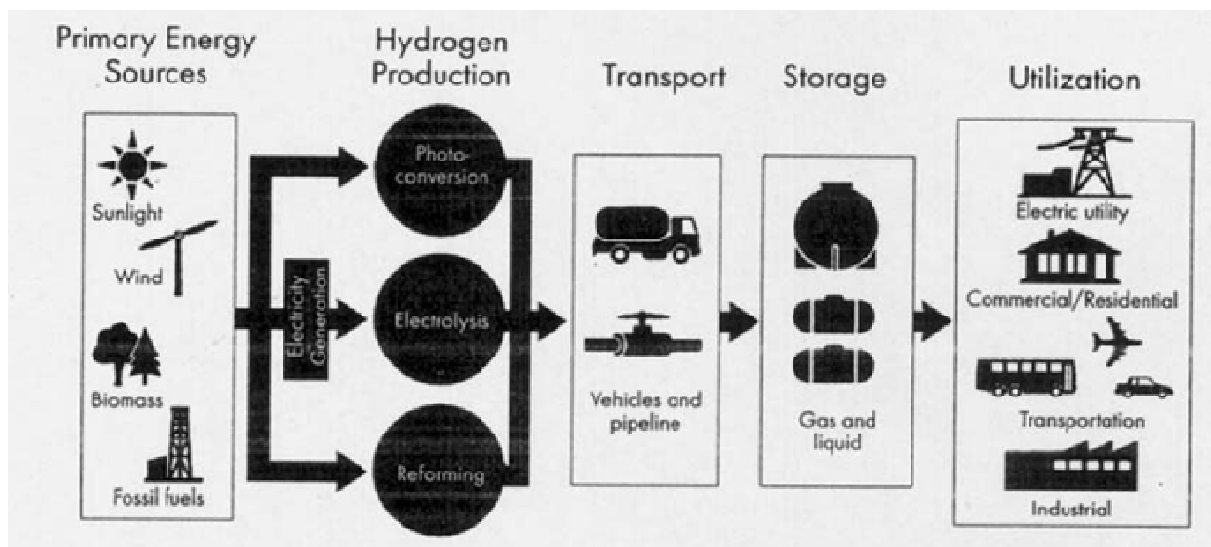 Primary Energy
Sources
Hydrogen
Production
Transport
Storage
Utilization
Sunlight
Wind
Biomass
Fossil fuels
Electricity
Generation
Photo-
conversion
Electrolysis
Reforming
Vehicles and
pipeline
Gas and
liquid
Electric utility
Commercial/Residential
Transportation
Industrial